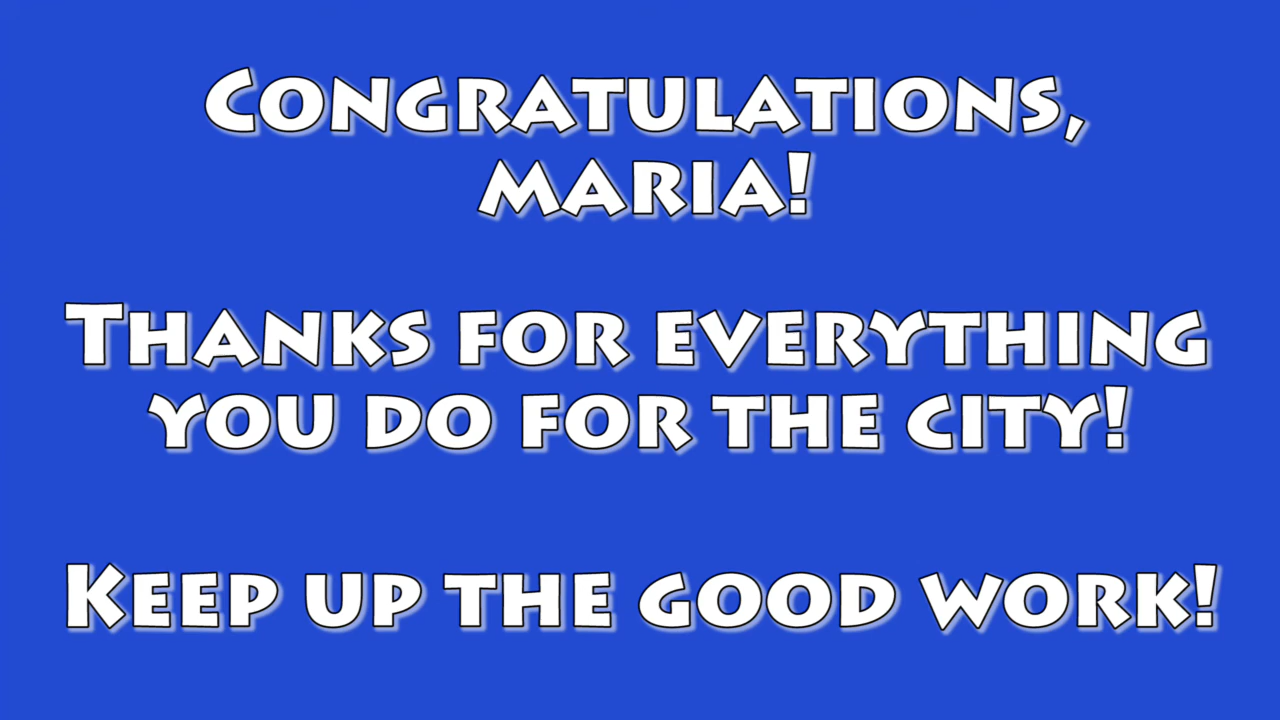 Congratulations,
Maria!
Thanks for everything
you do for the city!
Keep up the good work!